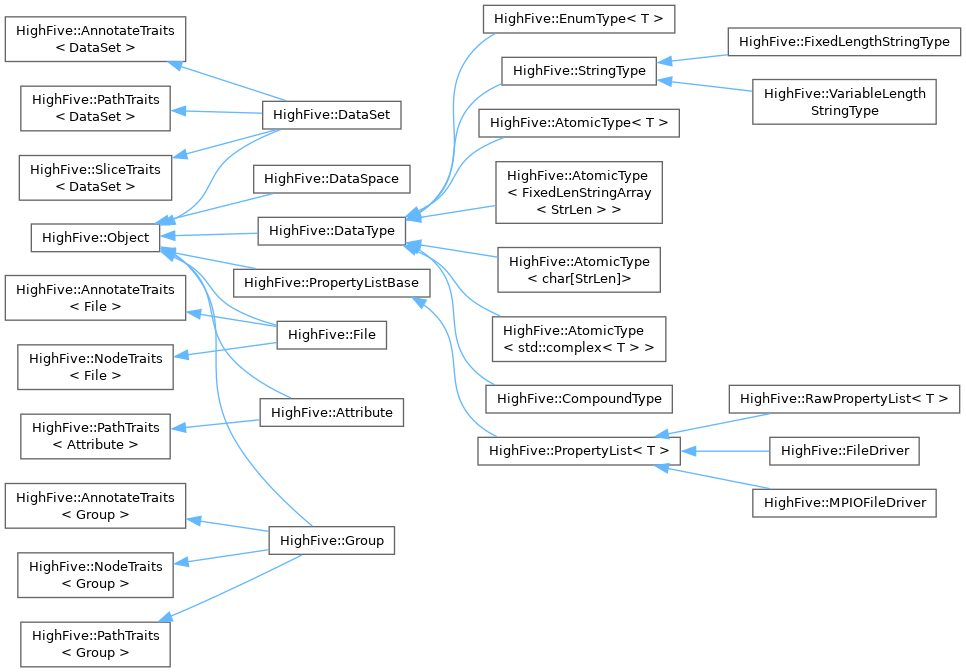 HighFive::AnnotateTraits
< DataSet >
HighFive::PathTraits
< DataSet >
HighFive::SliceTraits
< DataSet >
HighFive::Object
HighFive::AnnotateTraits
< File >
HighFive::NodeTraits
< File >
HighFive::PathTraits
< Attribute >
HighFive::AnnotateTraits
< Group >
HighFive::NodeTraits
< Group >
HighFive::PathTraits
< Group >
HighFive::DataSet
HighFive::DataSpace
HighFive::DataType
HighFive::PropertyListBase
HighFive::File
HighFive::Attribute
HighFive::Group
HighFive::EnumType< T >
HighFive::StringType
HighFive::AtomicType< T >
HighFive::AtomicType
< FixedLenStringArray
< StrLen > >
HighFive::AtomicType
< char[StrLen]>
HighFive::AtomicType
< std::complex< T > >
HighFive::CompoundType
HighFive::PropertyList< T >
HighFive::FixedLengthStringType
HighFive::VariableLength
StringType
HighFive::RawPropertyList< T >
HighFive::FileDriver
HighFive::MPIOFileDriver